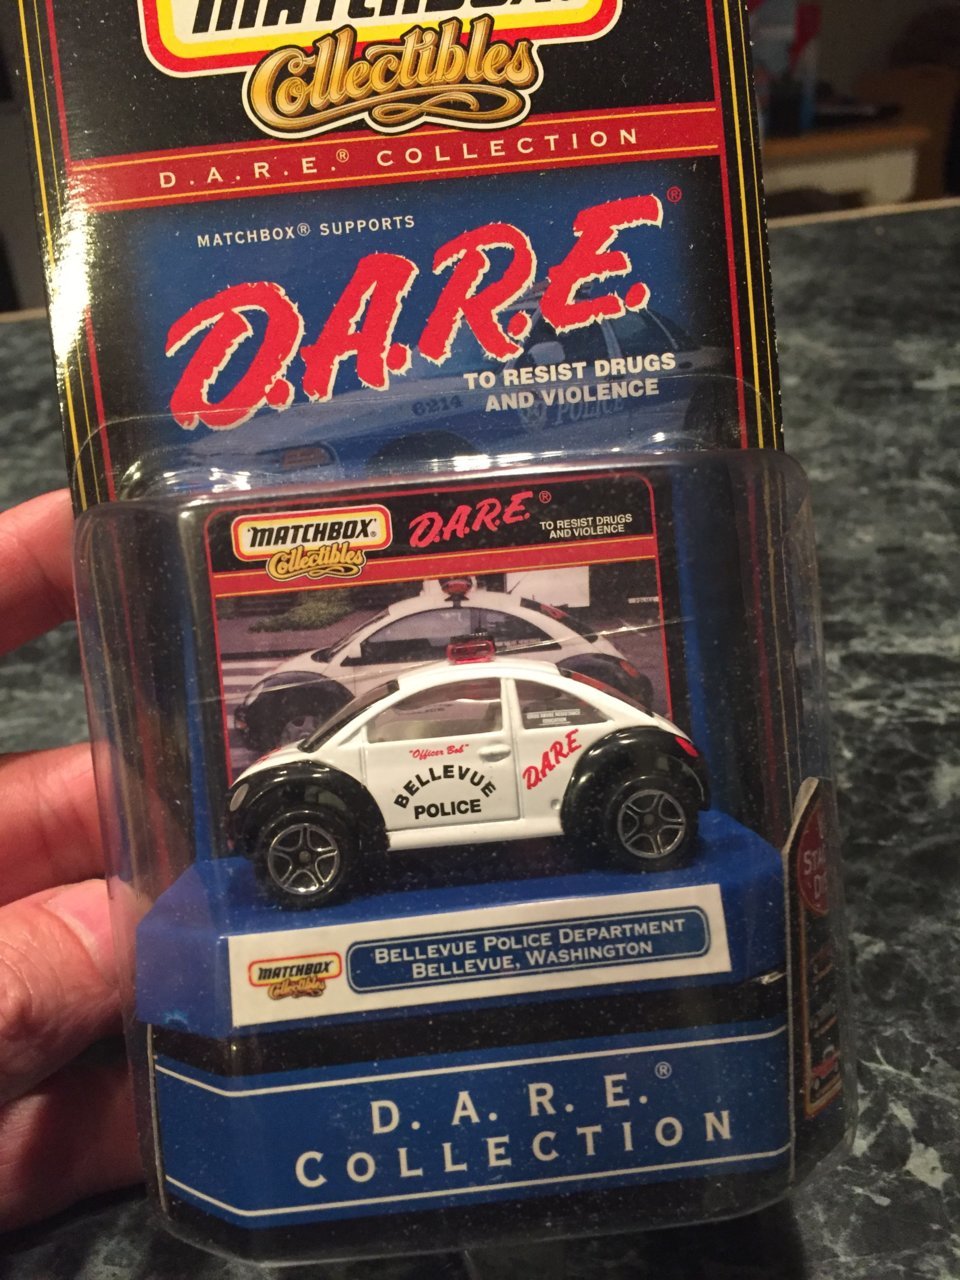 MATCHBOX
Collectibles
D.A.R.E.® COLLECTION
MATCHBOX® SUPPORTS
D.A.R.E.®
TO RESIST DRUGS
AND VIOLENCE
6214
POLICE
MATCHBOX®
Collectibles
D.A.R.E.®
TO RESIST DRUGS
AND VIOLENCE
"Officer Bob"
BELLEVUE
POLICE
D.A.R.E
BELLEVUE POLICE DEPARTMENT
BELLEVUE, WASHINGTON
MATCHBOX
Collectibles
D. A. R. E.®
COLLECTION